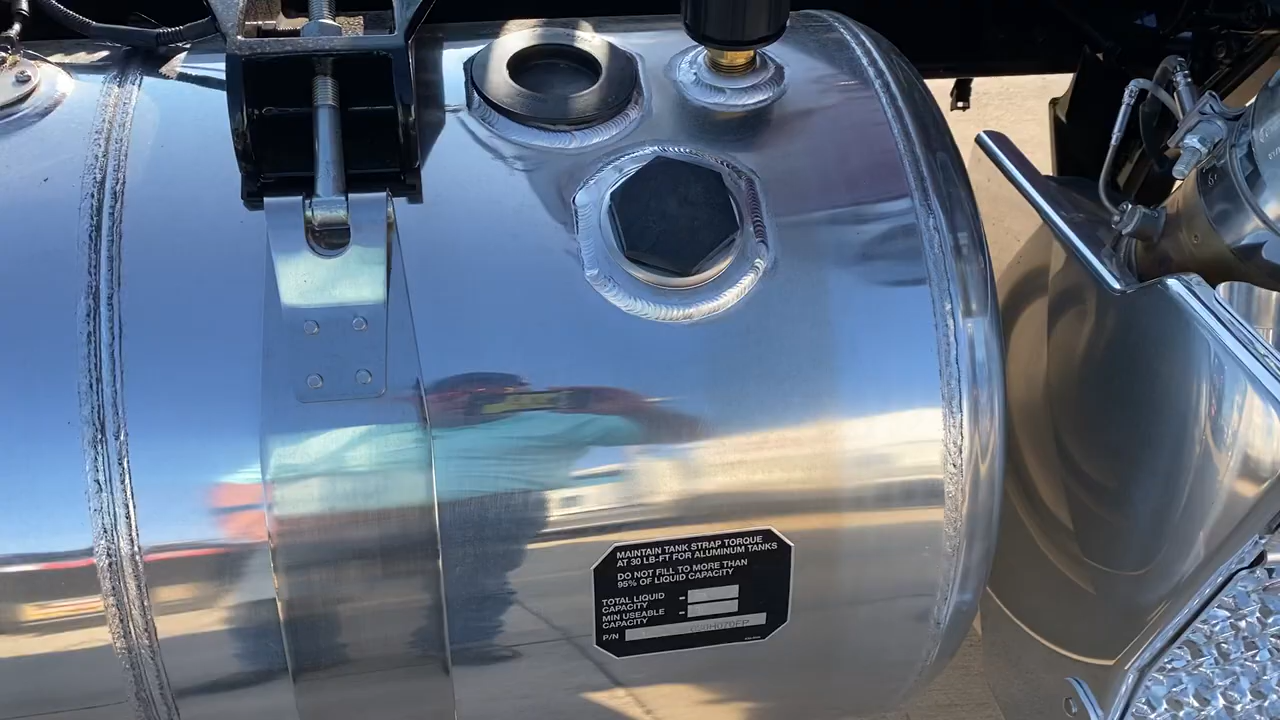 MAINTAIN TANK STRAP TORQUE
AT 30 LB-FT FOR ALUMINUM TANKS
DO NOT FILL TO MORE THAN
95% OF LIQUID CAPACITY
TOTAL LIQUID
CAPACITY -
MIN USEABLE
CAPACITY -
P/N